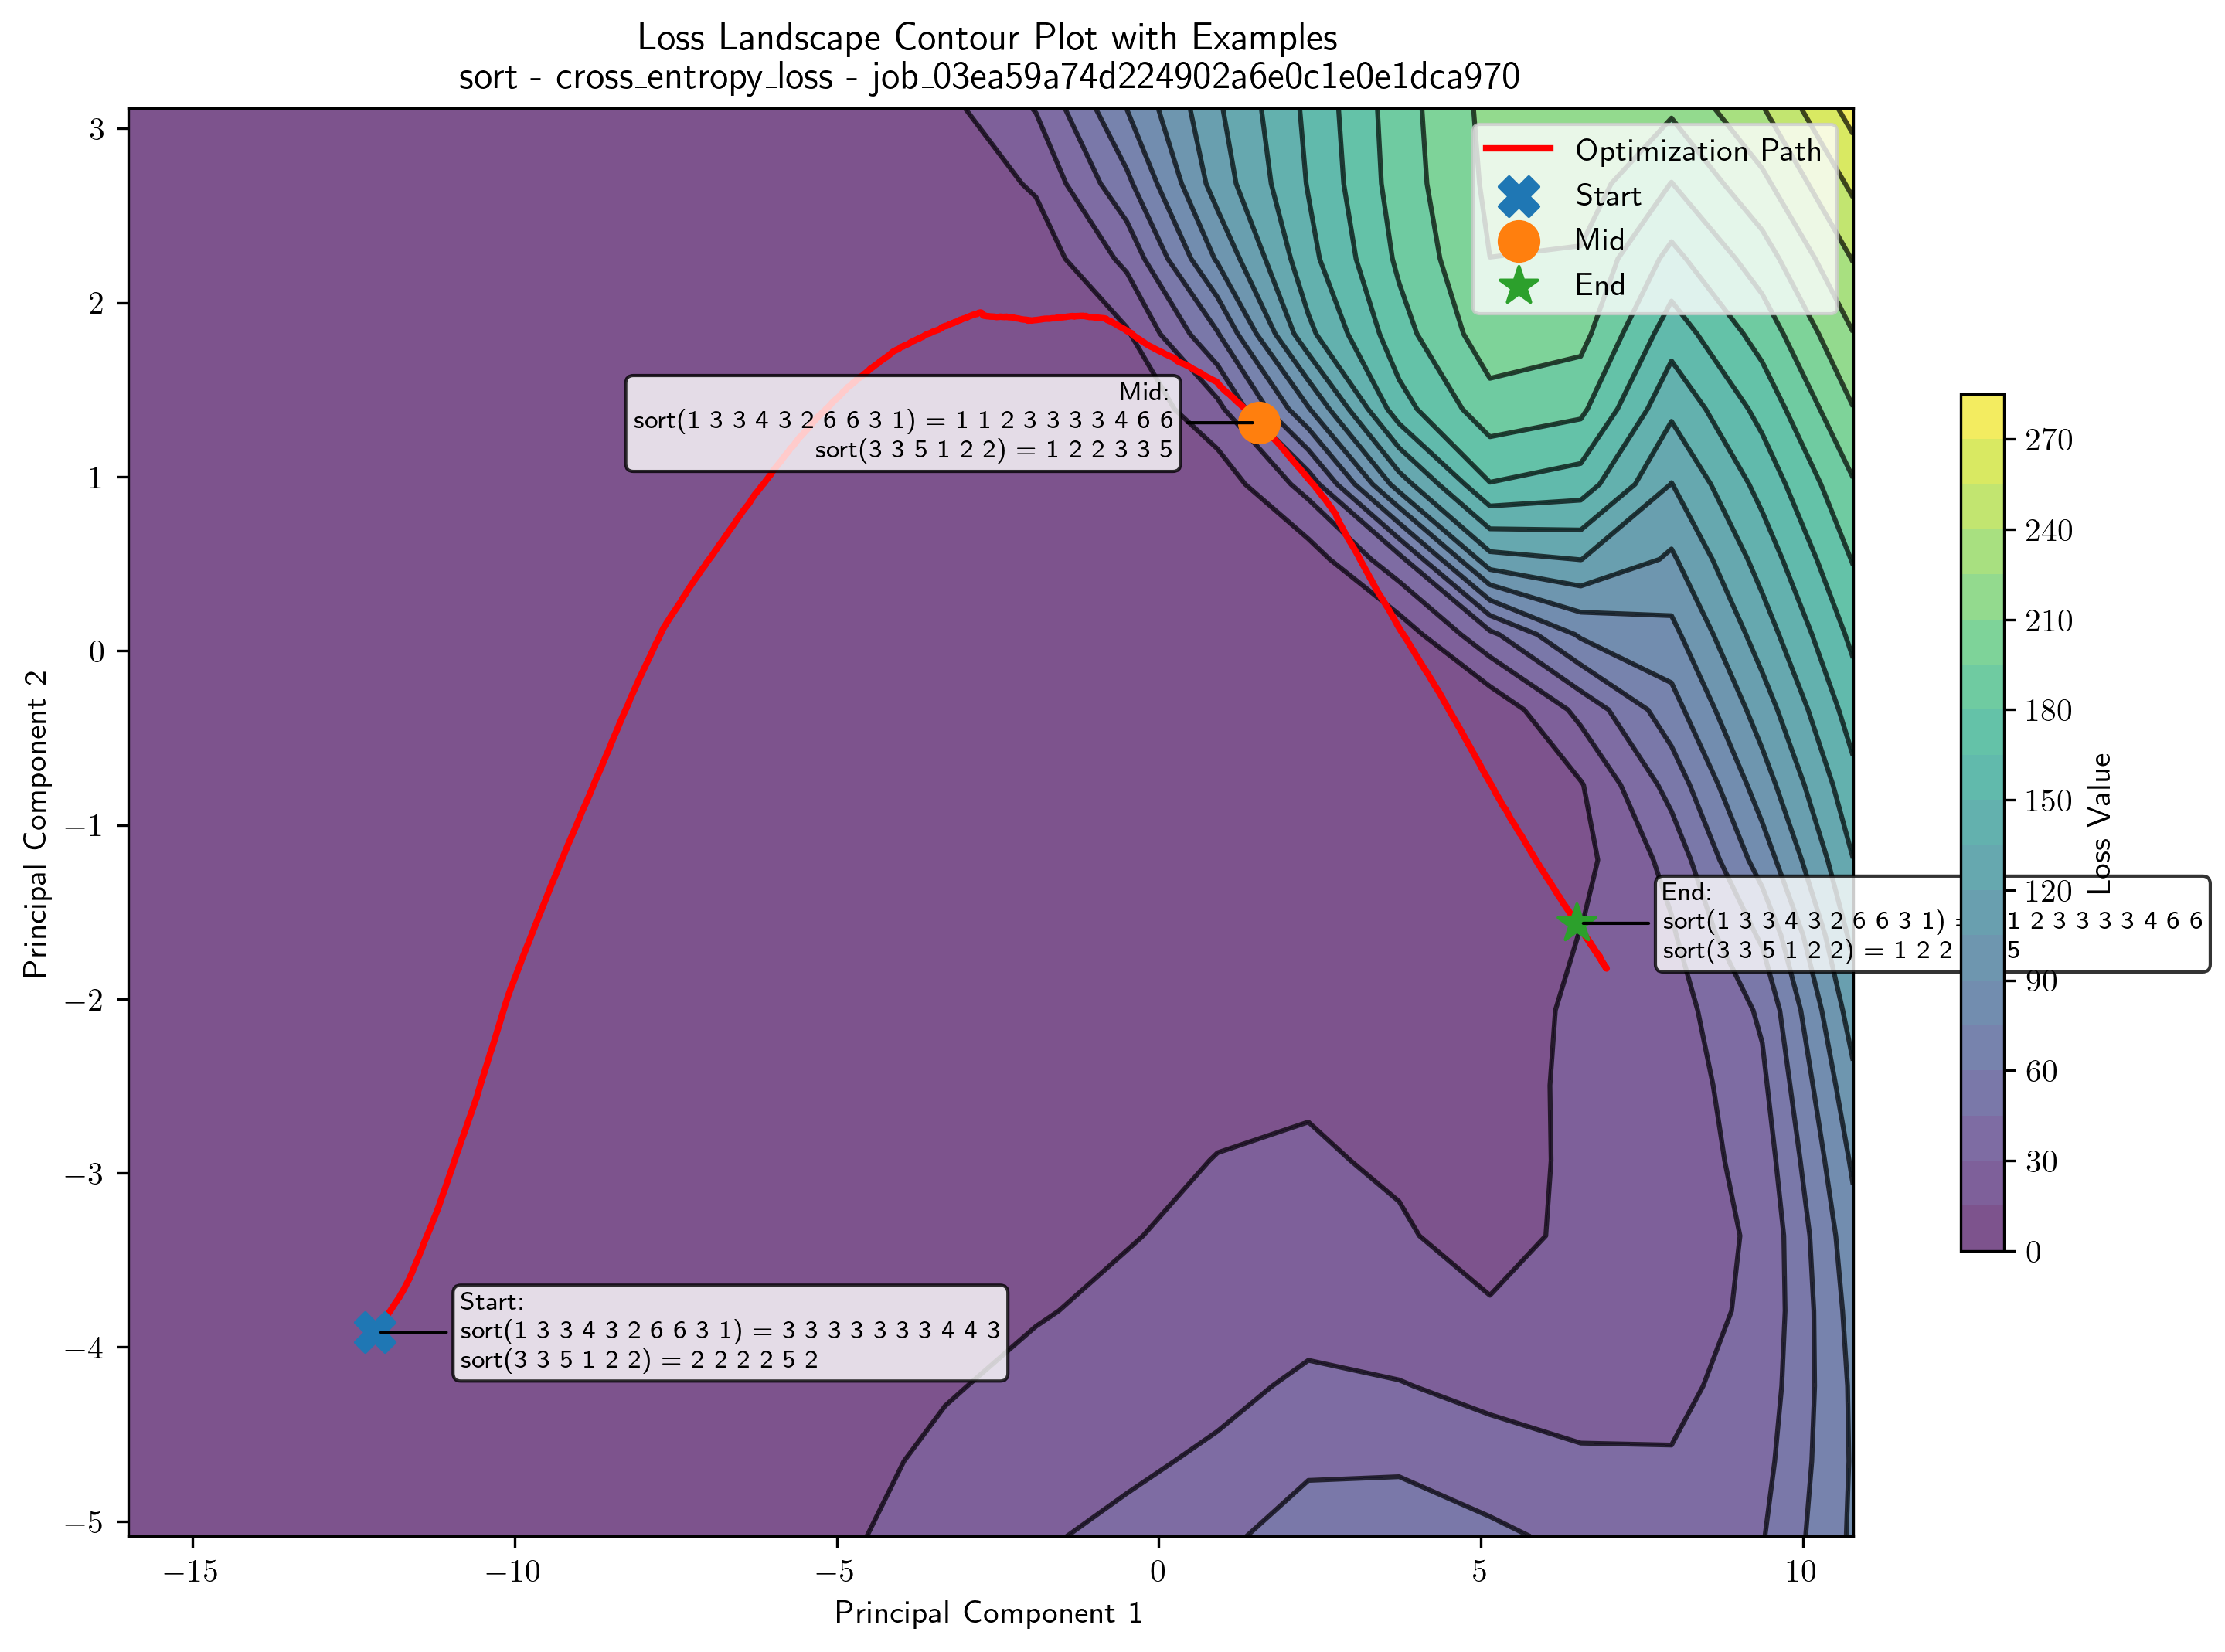 Loss Landscape Contour Plot with Examples
sort - cross_entropy_loss - job_03ea59a74d224902a6e0c1e0e1dca970
Optimization Path
Start
Mid
End
Mid:
sort(1 3 3 4 3 2 6 6 3 1) = 1 1 2 3 3 3 3 4 6 6
sort(3 3 5 1 2 2) = 1 2 2 3 3 5
End:
sort(1 3 3 4 3 2 6 6 3 1) = 1 2 3 3 3 3 4 6 6
sort(3 3 5 1 2 2) = 1 2 2 5
Start:
sort(1 3 3 4 3 2 6 6 3 1) = 3 3 3 3 3 3 3 4 4 3
sort(3 3 5 1 2 2) = 2 2 2 2 5 2
3
2
1
0
−1
−2
−3
−4
−5
Principal Component 2
−15
−10
−5
0
5
10
Principal Component 1
270
240
210
180
150
120
90
60
30
0
Loss Value